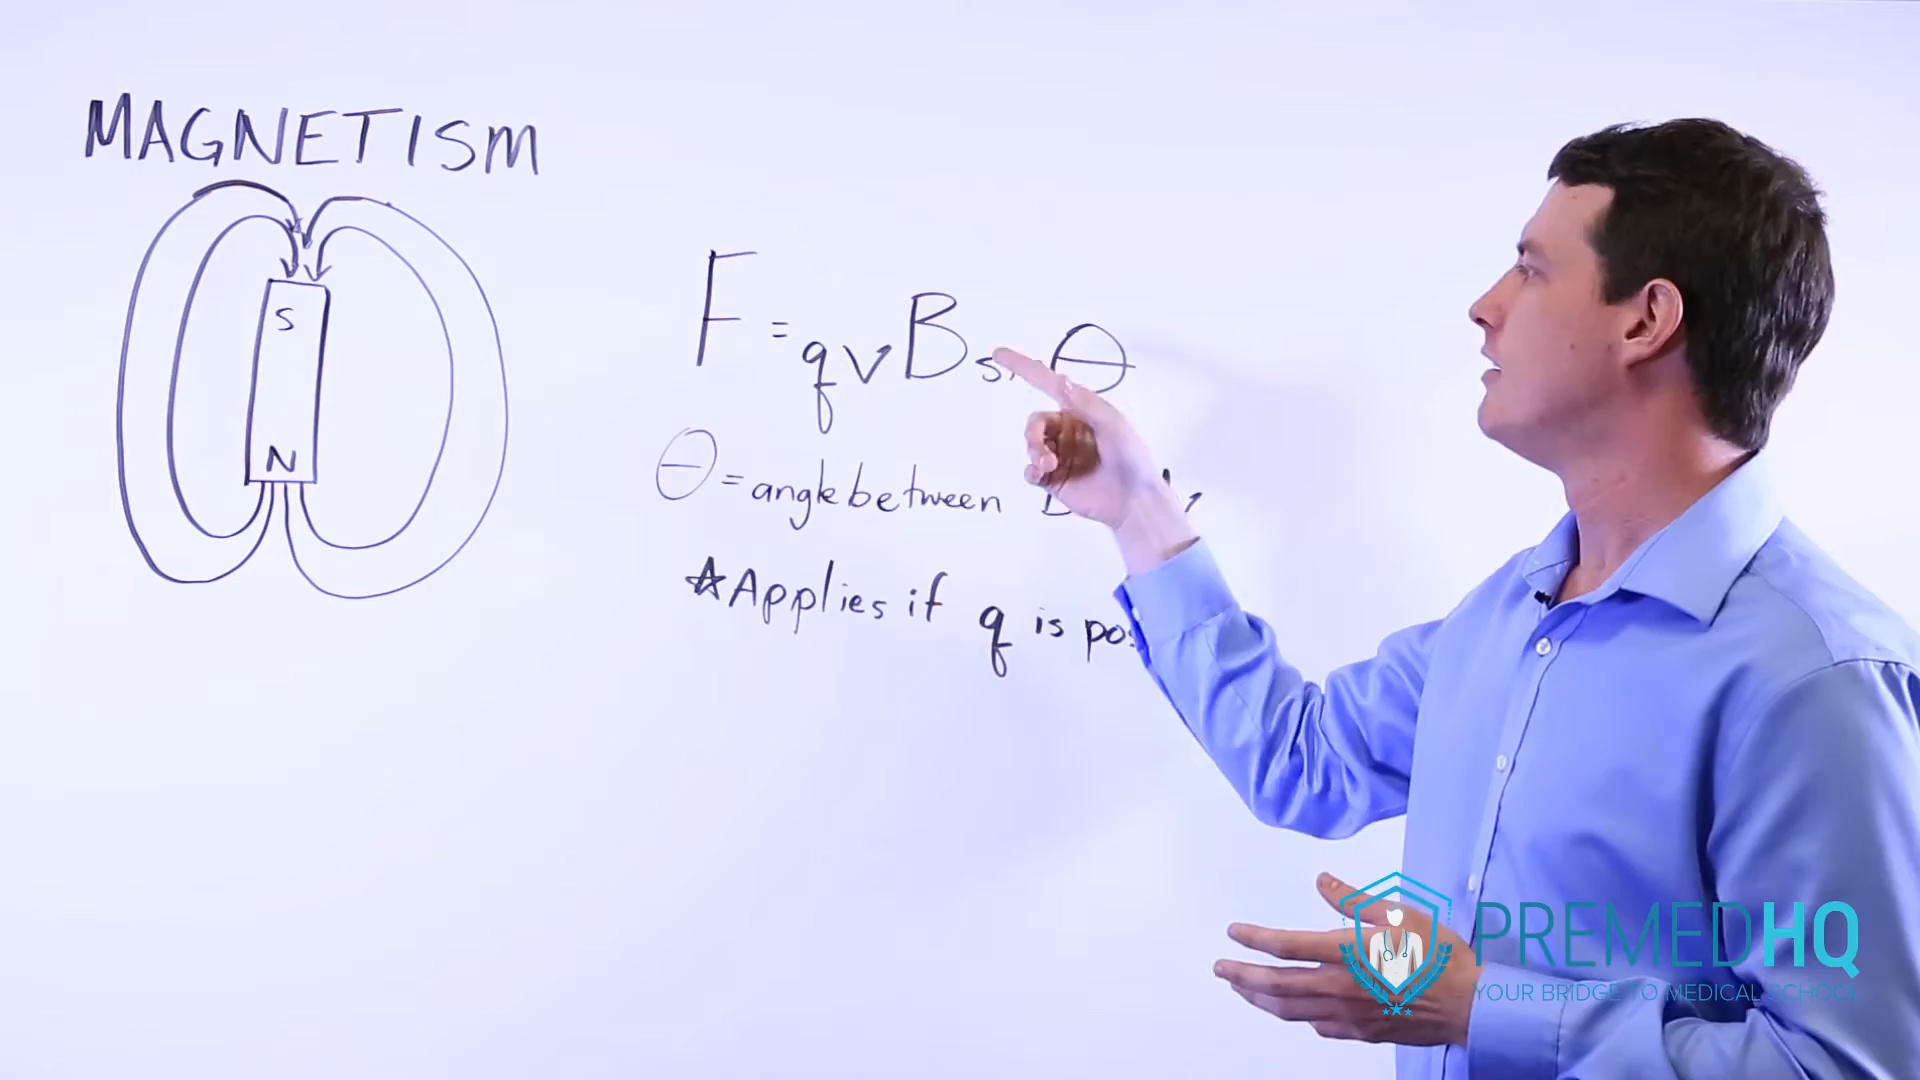 MAGNETISM
S
N
F = qvB θ
θ = angle between
☆Applies if q is
PREMEDHQ
YOUR BRIDGE TO MEDICAL SCHOOL